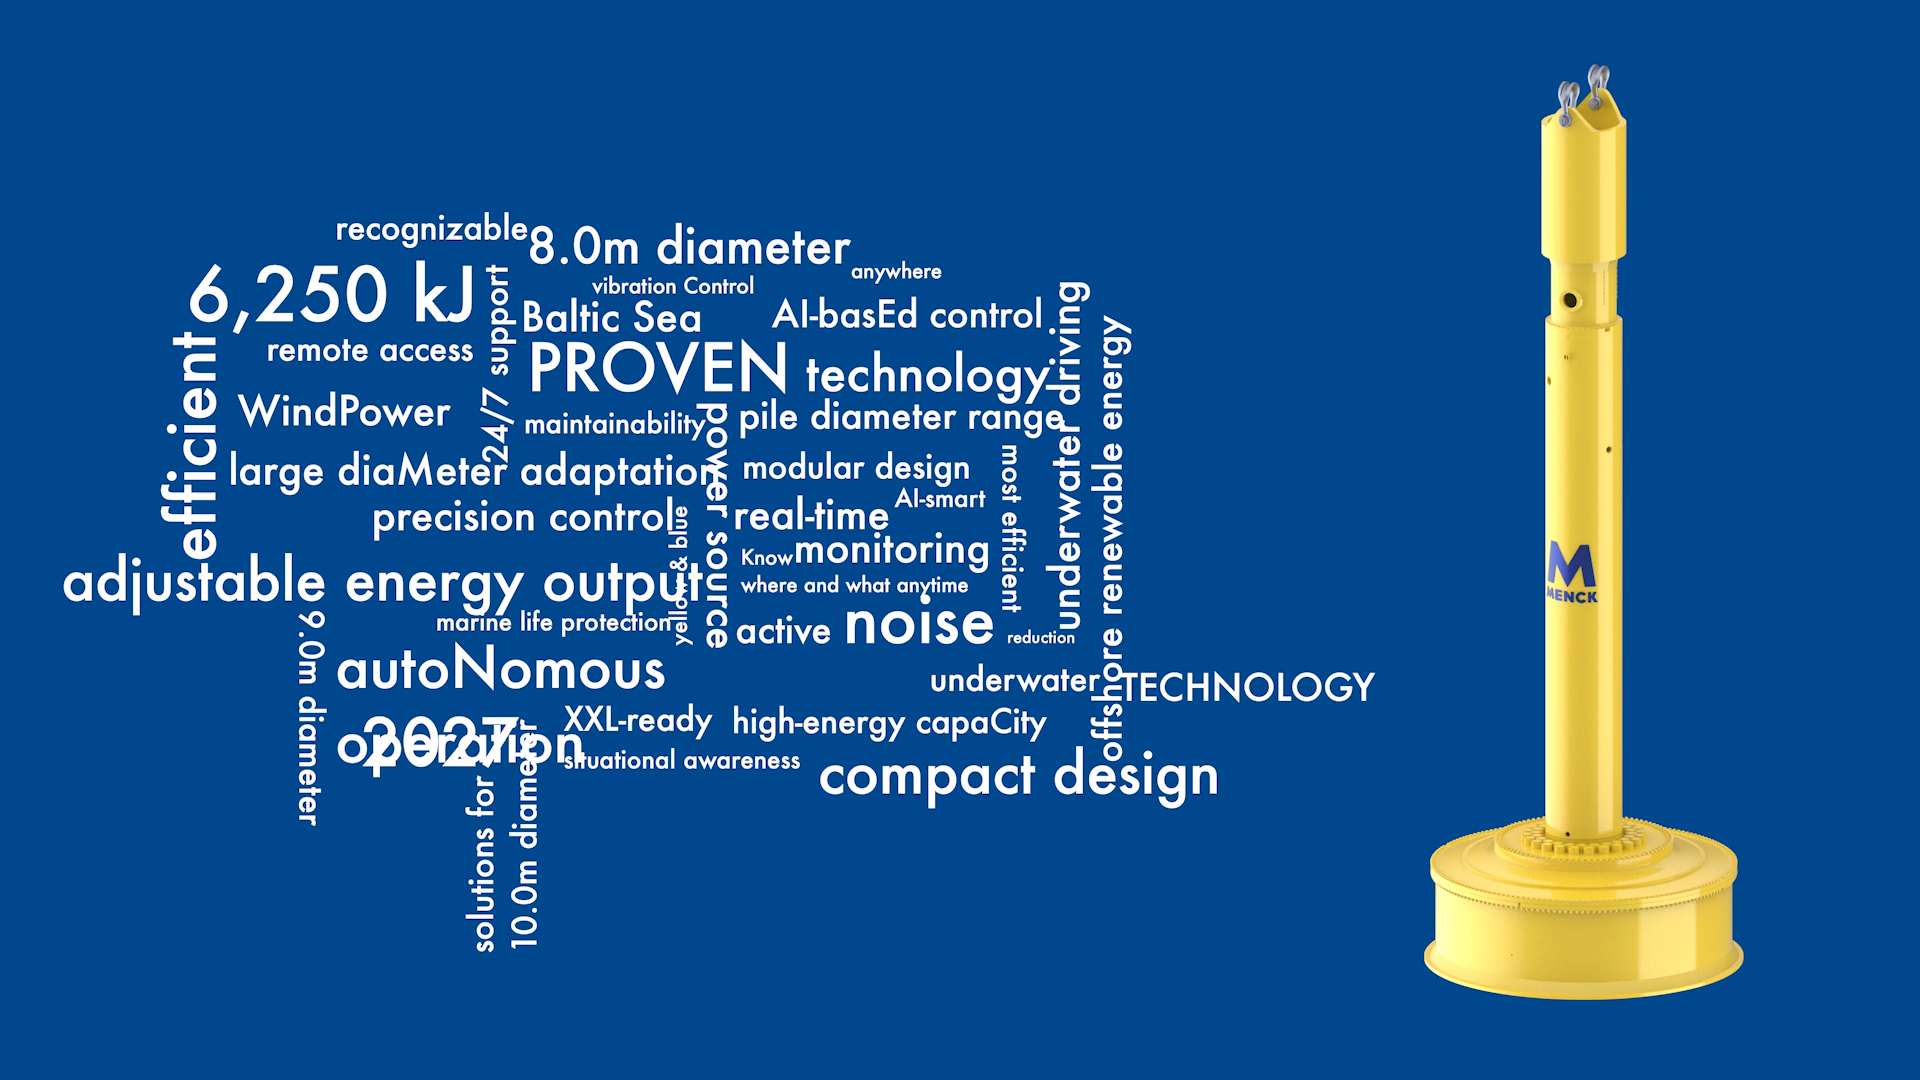 recognizable
8.0m diameter
anywhere
6,250 kJ
vibration Control
24/7 support
Baltic Sea
AI-basEd control
remote access
PROVEN technology
efficient
WindPower
maintainability
pile diameter range
underwater driving
offshore renewable energy
large diaMeter adaptation
power source
modular design
most efficient
AI-smart
precision control
real-time
yellow & blue
Know monitoring
where and what anytime
adjustable energy output
marine life protection
active noise reduction
9.0m diameter
autoNomous
operation
underwater TECHNOLOGY
2027
XXL-ready
high-energy capaCity
situational awareness
compact design
solutions for
10.0m diameter
M
MENCK